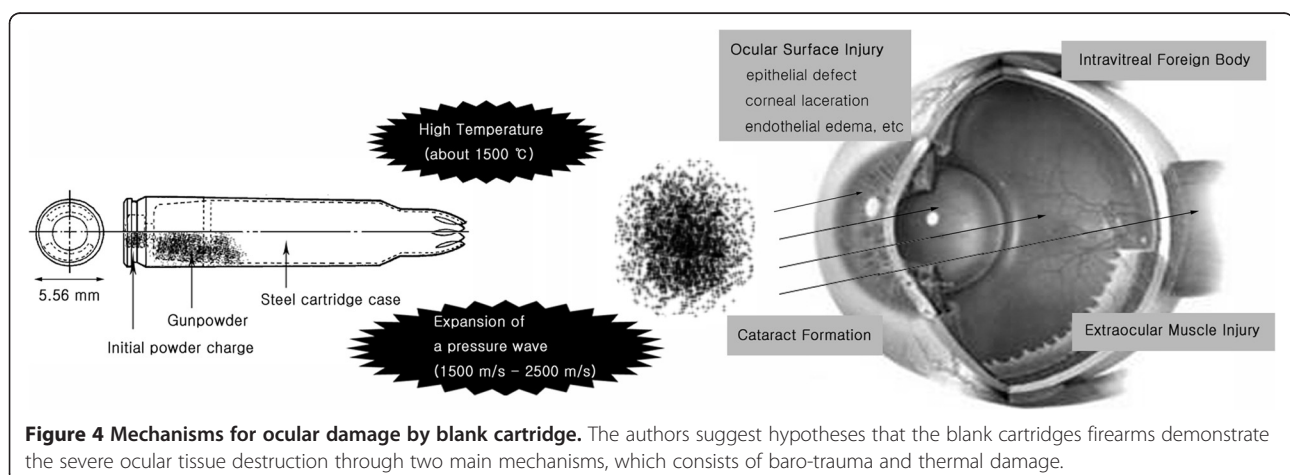 Ocular Surface Injury
epithelial defect
corneal laceration
endothelial edema, etc
Intravitreal Foreign Body
High Temperature
(about 1500 ℃)
5.56 mm
Steel cartridge case
Gunpowder
Initial powder charge
Expansion of
a pressure wave
(1500 m/s – 2500 m/s)
Cataract Formation
Extraocular Muscle Injury
Figure 4 Mechanisms for ocular damage by blank cartridge. The authors suggest hypotheses that the blank cartridges firearms demonstrate
the severe ocular tissue destruction through two main mechanisms, which consists of baro-trauma and thermal damage.